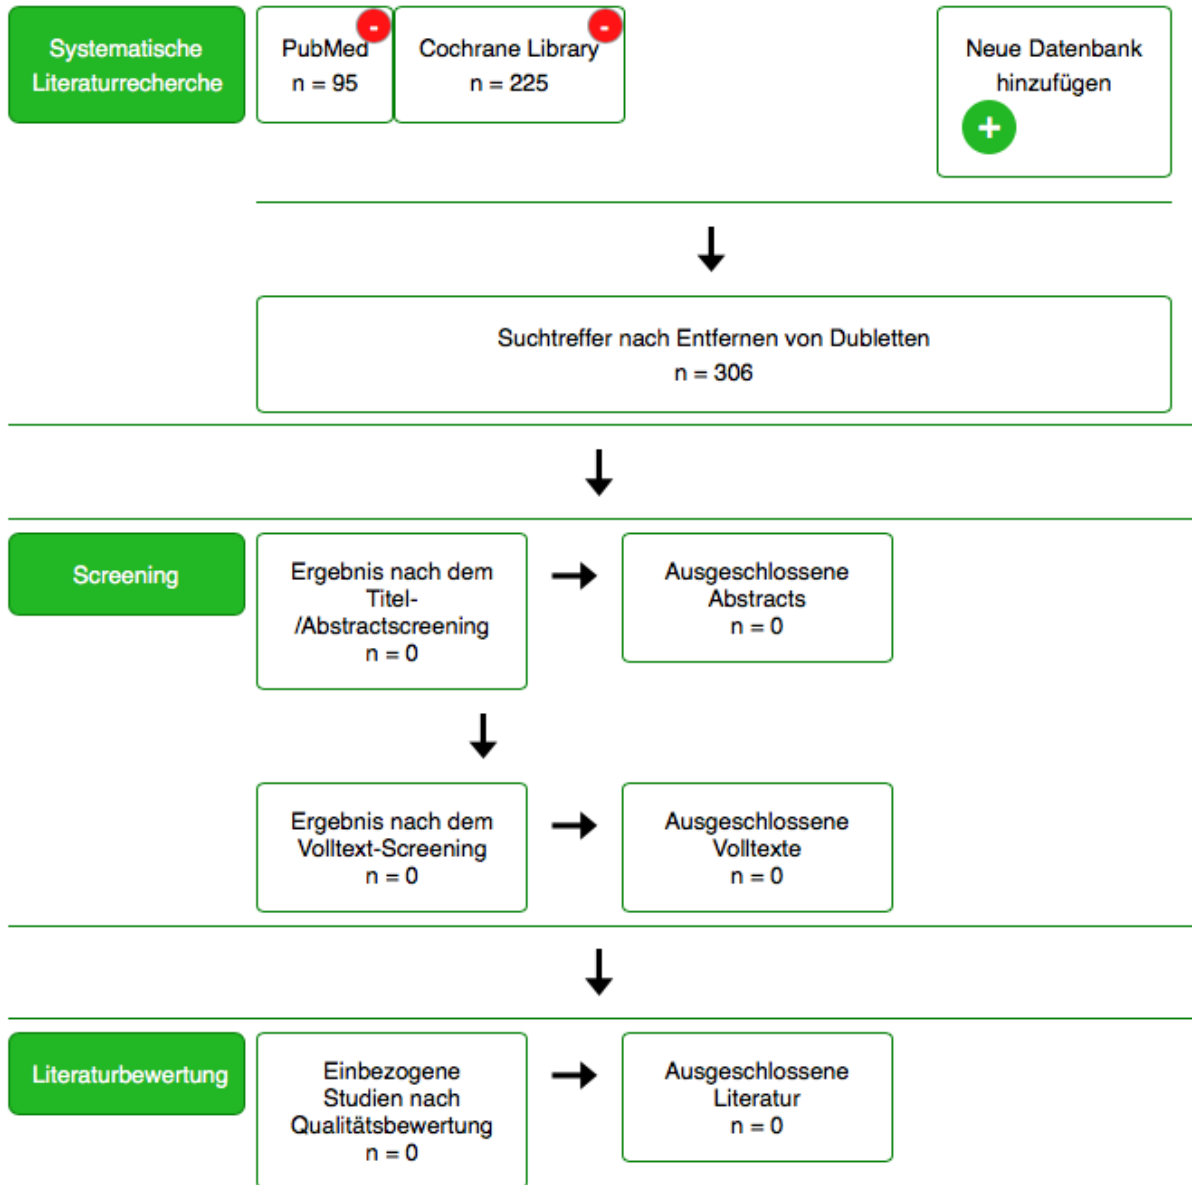 Systematische
Literaturrecherche
PubMed
n = 95
-
Cochrane Library
n = 225
-
Neue Datenbank
hinzufügen
+
Suchtreffer nach Entfernen von Dubletten
n = 306
Screening
Ergebnis nach dem
Titel-
/Abstractscreening
n = 0
Ausgeschlossene
Abstracts
n = 0
Ergebnis nach dem
Volltext-Screening
n = 0
Ausgeschlossene
Volltexte
n = 0
Literaturbewertung
Einbezogene
Studien nach
Qualitätsbewertung
n = 0
Ausgeschlossene
Literatur
n = 0